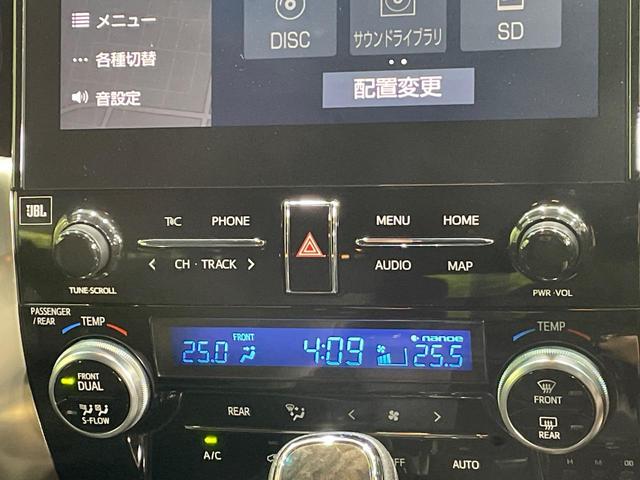 メニュー
DISC
サウンドライブラリ
SD
各種切替
配置変更
音設定
JBL
T/C PHONE
MENU HOME
CH・TRACK
AUDIO MAP
TUNE・SCROLL
PWR・VOL
PASSENGER
/REAR
TEMP
TEMP
FRONT
nanoe
25.0
4:09
25.5
FRONT
DUAL
S-FLOW
FRONT
REAR
REAR
A/C
OFF
AUTO
H M :00